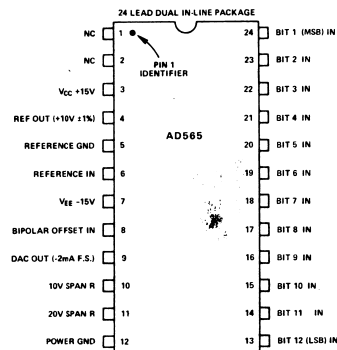 24 LEAD DUAL IN-LINE PACKAGE
NC 1 24 BIT 1 (MSB) IN
NC 2 23 BIT 2 IN
PIN 1
IDENTIFIER
VCC +15V 3 22 BIT 3 IN
REF OUT (+10V ±1%) 4 21 BIT 4 IN
AD565
REFERENCE GND 5 20 BIT 5 IN
REFERENCE IN 6 19 BIT 6 IN
VEE -15V 7 18 BIT 7 IN
BIPOLAR OFFSET IN 8 17 BIT 8 IN
DAC OUT (-2mA F.S.) 9 16 BIT 9 IN
10V SPAN R 10 15 BIT 10 IN
20V SPAN R 11 14 BIT 11 IN
POWER GND 12 13 BIT 12 (LSB) IN